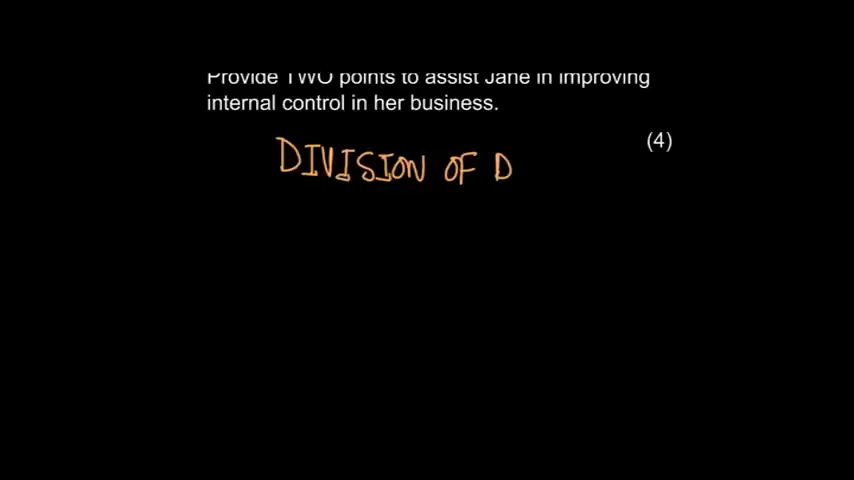 Provide TWO points to assist Jane in improving
internal control in her business.
(4)
DIVISION OF D